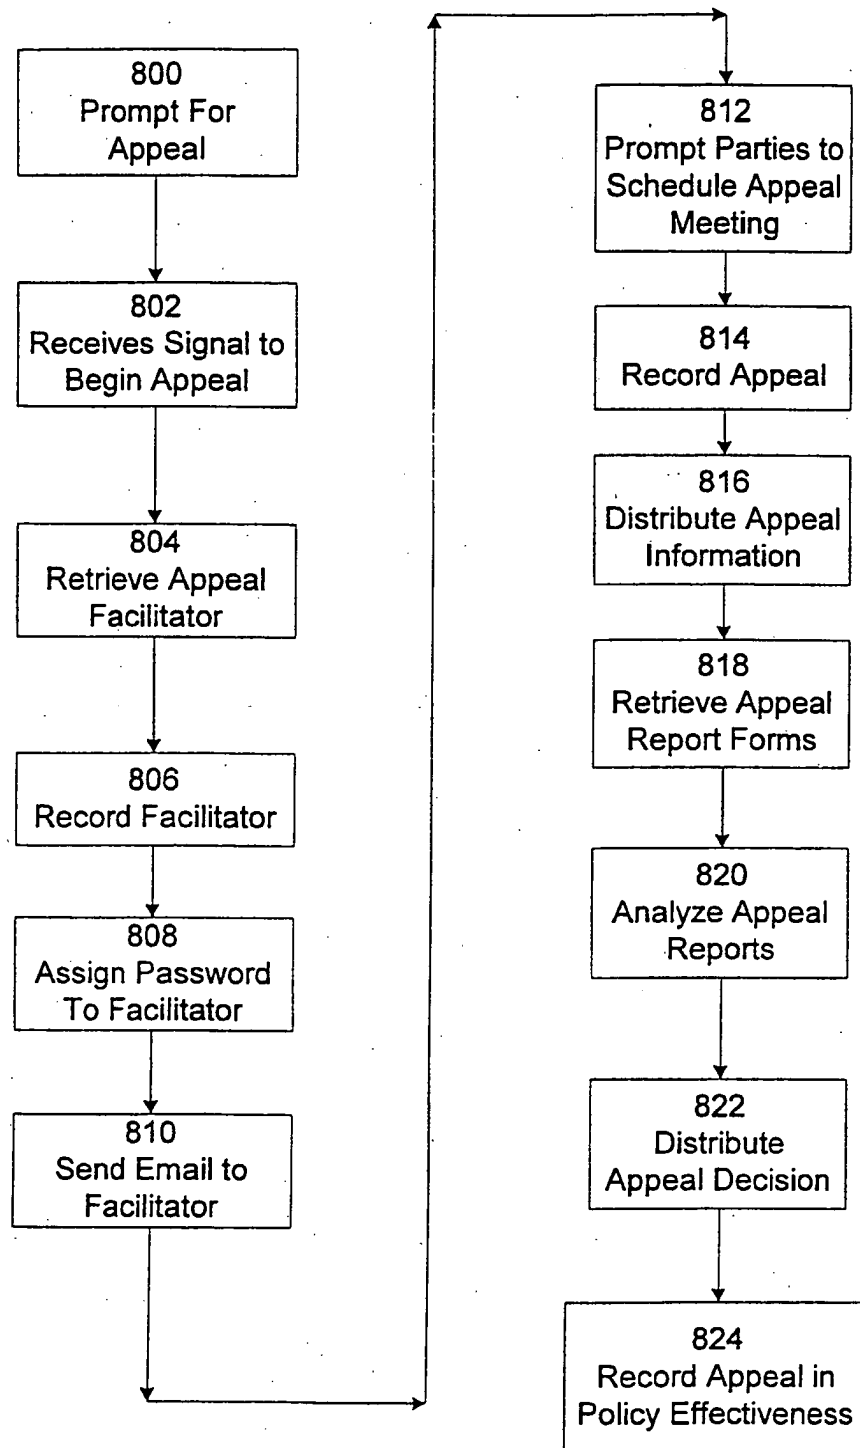 800
Prompt For
Appeal
802
Receives Signal to
Begin Appeal
804
Retrieve Appeal
Facilitator
806
Record Facilitator
808
Assign Password
To Facilitator
810
Send Email to
Facilitator
812
Prompt Parties to
Schedule Appeal
Meeting
814
Record Appeal
816
Distribute Appeal
Information
818
Retrieve Appeal
Report Forms
820
Analyze Appeal
Reports
822
Distribute
Appeal Decision
824
Record Appeal in
Policy Effectiveness